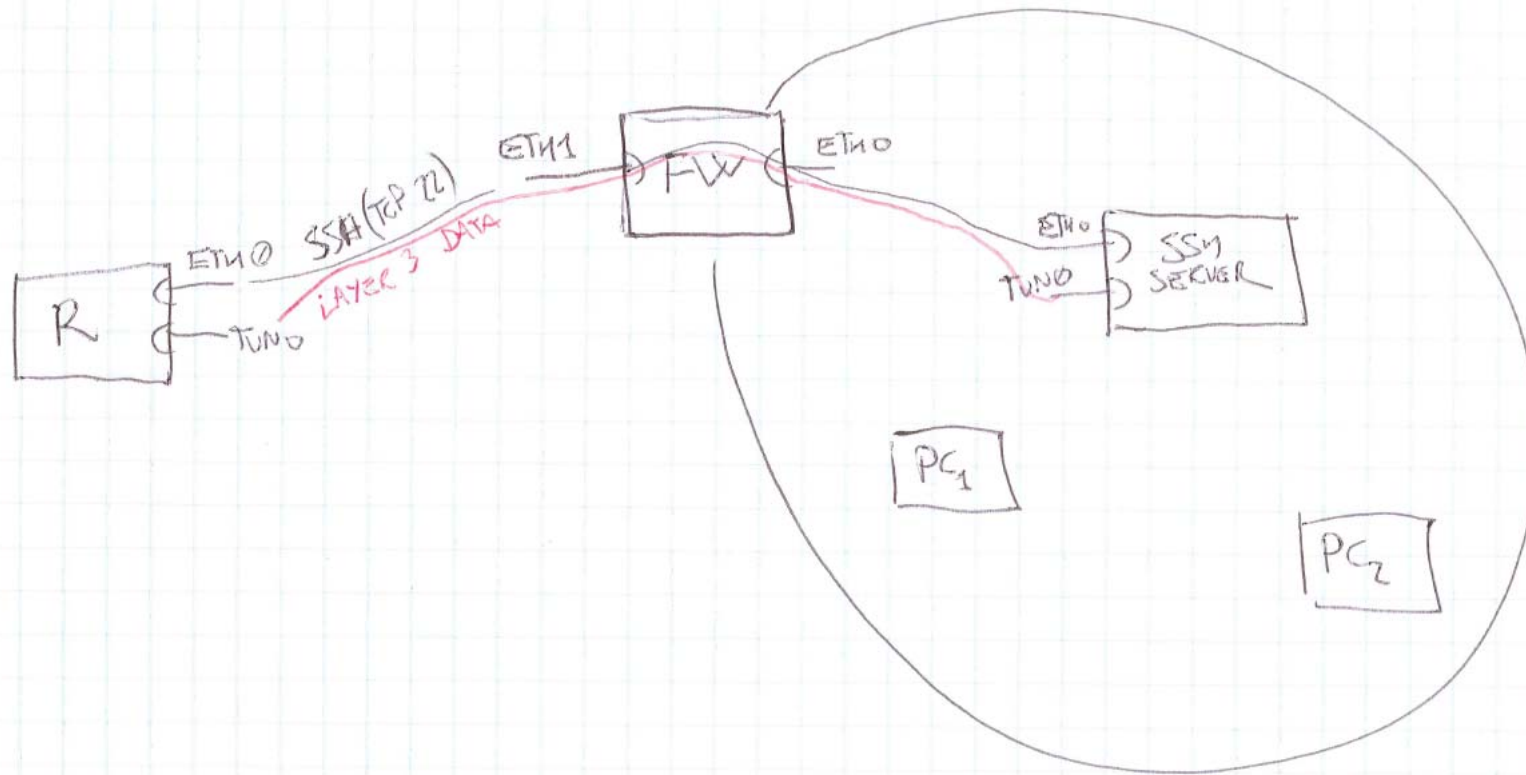 R
ETH0
TUN0
SSH (TCP 22)
LAYER 3 DATA
ETH1
FW
ETH0
ETH0
TUN0
SSH
SERVER
PC1
PC2